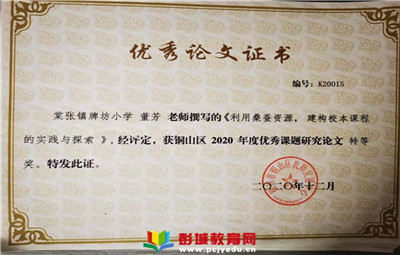 优秀论文证书
编号：K20015
棠张镇牌坊小学 董芳 老师撰写的《利用桑蚕资源， 建构校本课程
的实践与探索 》，经评定，获铜山区 2020 年度优秀课题研究论文 特等
奖。特发此证。
二〇二〇年十二月
彭城教育网
www.pcjyedu.cn